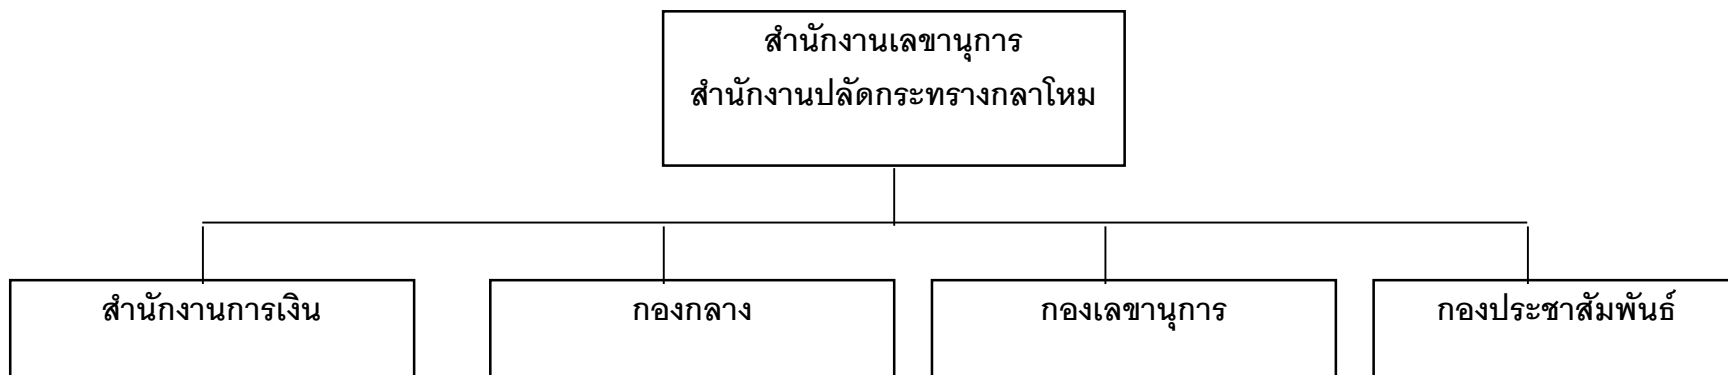 สำนักงานเลขานุการ
สำนักงานปลัดกระทรางกลาโหม
สำนักงานการเงิน
กองกลาง
กองเลขานุการ
กองประชาสัมพันธ์